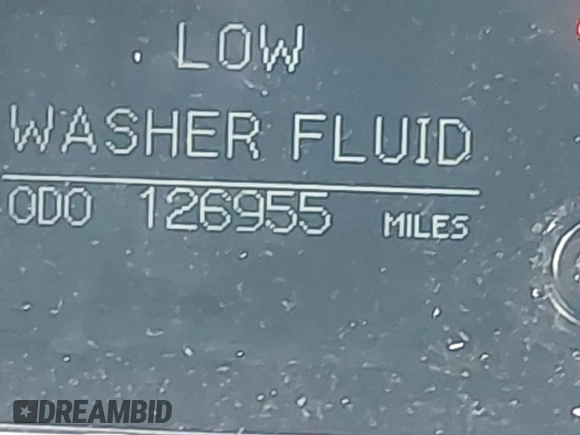 LOW
WASHER FLUID
ODO 126955 MILES
DREAMBID